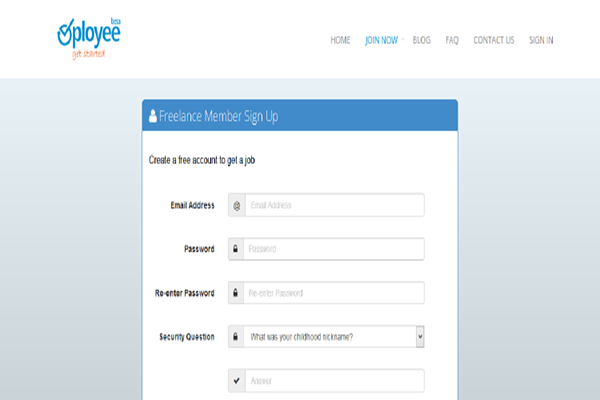 beta
Oployee
get started
HOME JOIN NOW BLOG FAQ CONTACT US SIGN IN
Freelance Member Sign Up
Create a free account to get a job
Email Address @ Email Address
Password Password
Re-enter Password Re-enter Password
Security Question What was your childhood nickname?
Answer